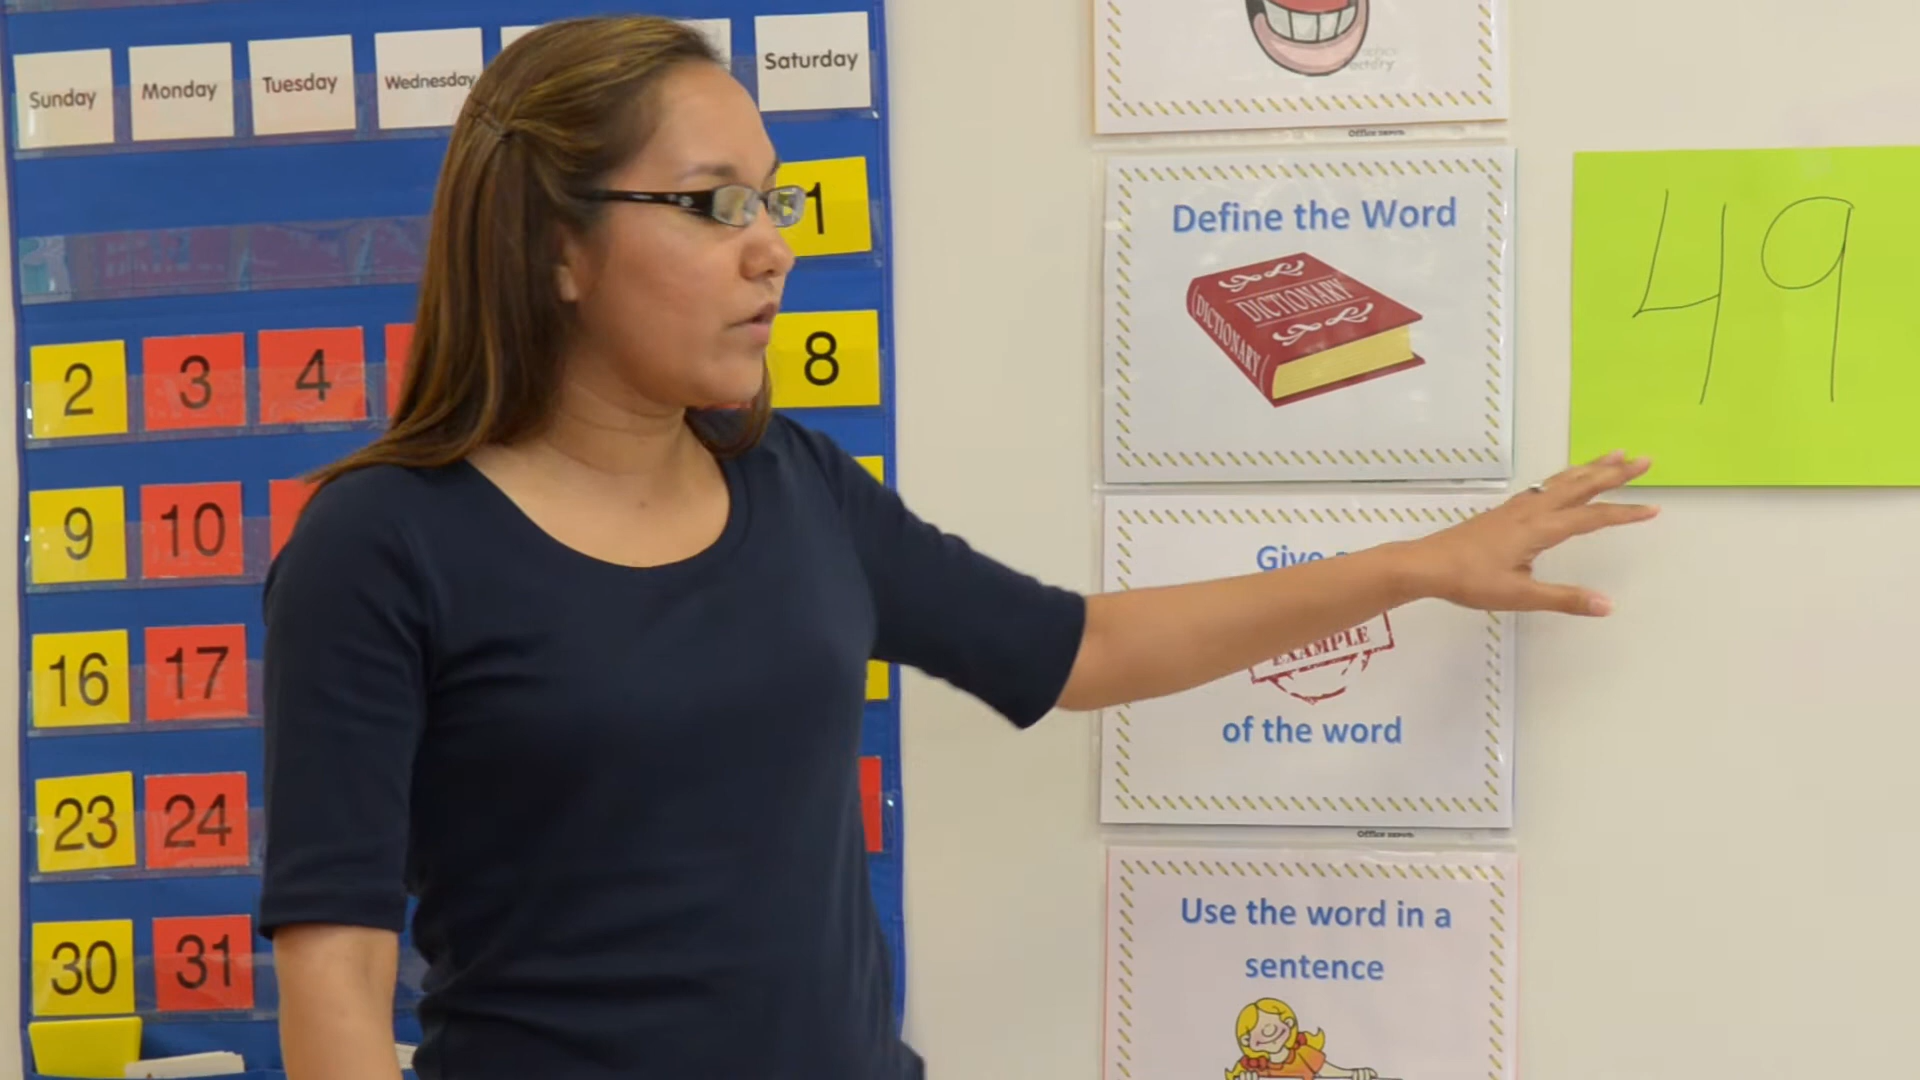 Sunday Monday Tuesday Wednesday Saturday
1
2 3 4 8
9 10
16 17
23 24
30 31
Define the Word
DICTIONARY
DICTIONARY
Give
EXAMPLE
of the word
Use the word in a
sentence
49